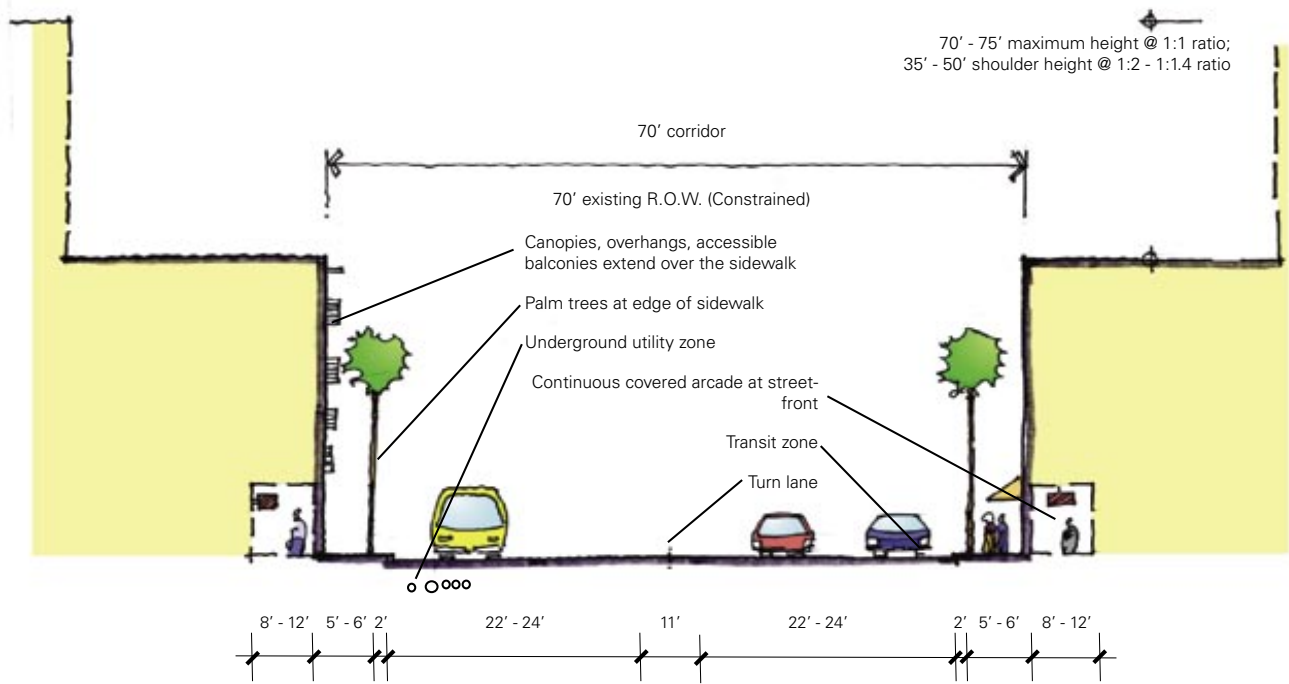 70' - 75' maximum height @ 1:1 ratio;
35' - 50' shoulder height @ 1:2 - 1:1.4 ratio
70' corridor
70' existing R.O.W. (Constrained)
Canopies, overhangs, accessible
balconies extend over the sidewalk
Palm trees at edge of sidewalk
Underground utility zone
Continuous covered arcade at street-
front
Transit zone
Turn lane
8' - 12' 5' - 6' 2' 22' - 24' 11' 22' - 24' 2' 5' - 6' 8' - 12'